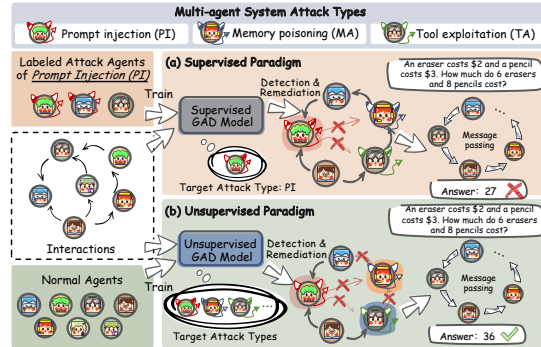 Multi-agent System Attack Types
Prompt injection (PI)
Memory poisoning (MA)
Tool exploitation (TA)
Labeled Attack Agents
of Prompt Injection (PI)
Train
Interactions
Normal Agents
Train
(a) Supervised Paradigm
Supervised
GAD Model
Detection &
Remediation
Target Attack Type: PI
An eraser costs $2 and a pencil
costs $3. How much do 6 erasers
and 8 pencils cost?
...
Message
passing
Answer: 27
(b) Unsupervised Paradigm
Unsupervised
GAD Model
Detection &
Remediation
...
Target Attack Types
An eraser costs $2 and a pencil
costs $3. How much do 6 erasers
and 8 pencils cost?
...
Message
passing
Answer: 36